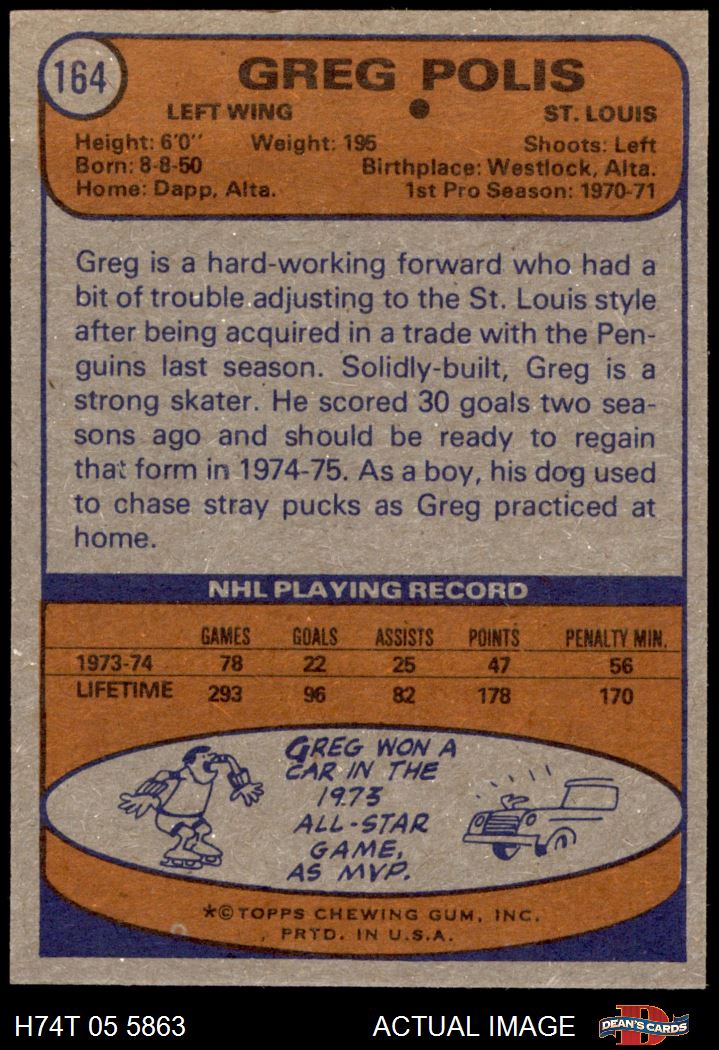 164
GREG POLIS
LEFT WING ST. LOUIS
Height: 6'0" Weight: 195 Shoots: Left
Born: 8-8-50 Birthplace: Westlock, Alta.
Home: Dapp, Alta. 1st Pro Season: 1970-71
Greg is a hard-working forward who had a
bit of trouble adjusting to the St. Louis style
after being acquired in a trade with the Pen-
guins last season. Solidly-built, Greg is a
strong skater. He scored 30 goals two sea-
sons ago and should be ready to regain
that form in 1974-75. As a boy, his dog used
to chase stray pucks as Greg practiced at
home.
NHL PLAYING RECORD
GAMES GOALS ASSISTS POINTS PENALTY MIN.
1973-74 78 22 25 47 56
LIFETIME 293 96 82 178 170
GREG WON A
CAR IN THE
1973
ALL-STAR
GAME,
AS MVP.
*©TOPPS CHEWING GUM, INC.
PRTD. IN U.S.A.
H74T 05 5863 ACTUAL IMAGE
D
DEAN'S CARDS